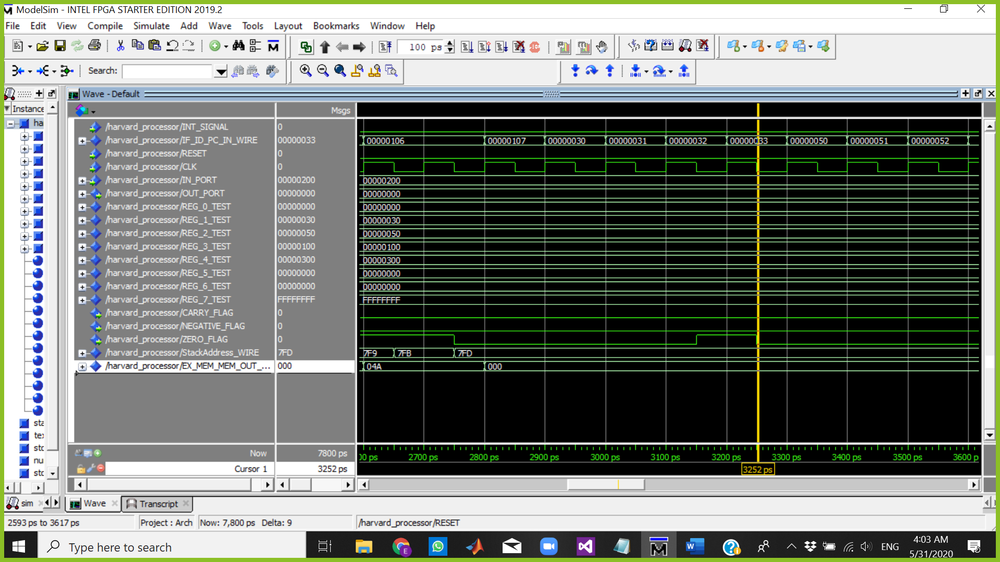 ModelSim - INTEL FPGA STARTER EDITION 2019.2
File Edit View Compile Simulate Add Wave Tools Layout Bookmarks Window Help
100 ps
Search:
Wave - Default
Instance
Msgs
ha
/harvard_processor/INT_SIGNAL 0
/harvard_processor/IF_ID_PC_IN_WIRE 00000033 00000106 00000107 00000030 00000031 00000032 00000033 00000050 00000051 00000052
/harvard_processor/RESET 0
/harvard_processor/CLK 0
/harvard_processor/IN_PORT 00000200 00000200
/harvard_processor/OUT_PORT 00000000 00000000
/harvard_processor/REG_0_TEST 00000000 00000000
/harvard_processor/REG_1_TEST 00000030 00000030
/harvard_processor/REG_2_TEST 00000050 00000050
/harvard_processor/REG_3_TEST 00000100 00000100
/harvard_processor/REG_4_TEST 00000300 00000300
/harvard_processor/REG_5_TEST 00000000 00000000
/harvard_processor/REG_6_TEST 00000000 00000000
/harvard_processor/REG_7_TEST FFFFFFFF FFFFFFFF
/harvard_processor/CARRY_FLAG 0
/harvard_processor/NEGATIVE_FLAG 0
/harvard_processor/ZERO_FLAG 0
/harvard_processor/StackAddress_WIRE 7FD 7F9 7FB 7FD
/harvard_processor/EX_MEM_MEM_OUT_... 000 04A 000
sta
tex
std
nu
std
Now 7800 ps
00 ps 2700 ps 2800 ps 2900 ps 3000 ps 3100 ps 3200 ps 3300 ps 3400 ps 3500 ps 3600 p
Cursor 1 3252 ps 3252 ps
sim Wave Transcript
2593 ps to 3617 ps Project : Arch Now: 7,800 ps Delta: 9 /harvard_processor/RESET
Type here to search
E
W
ENG
4:03 AM
5/31/2020